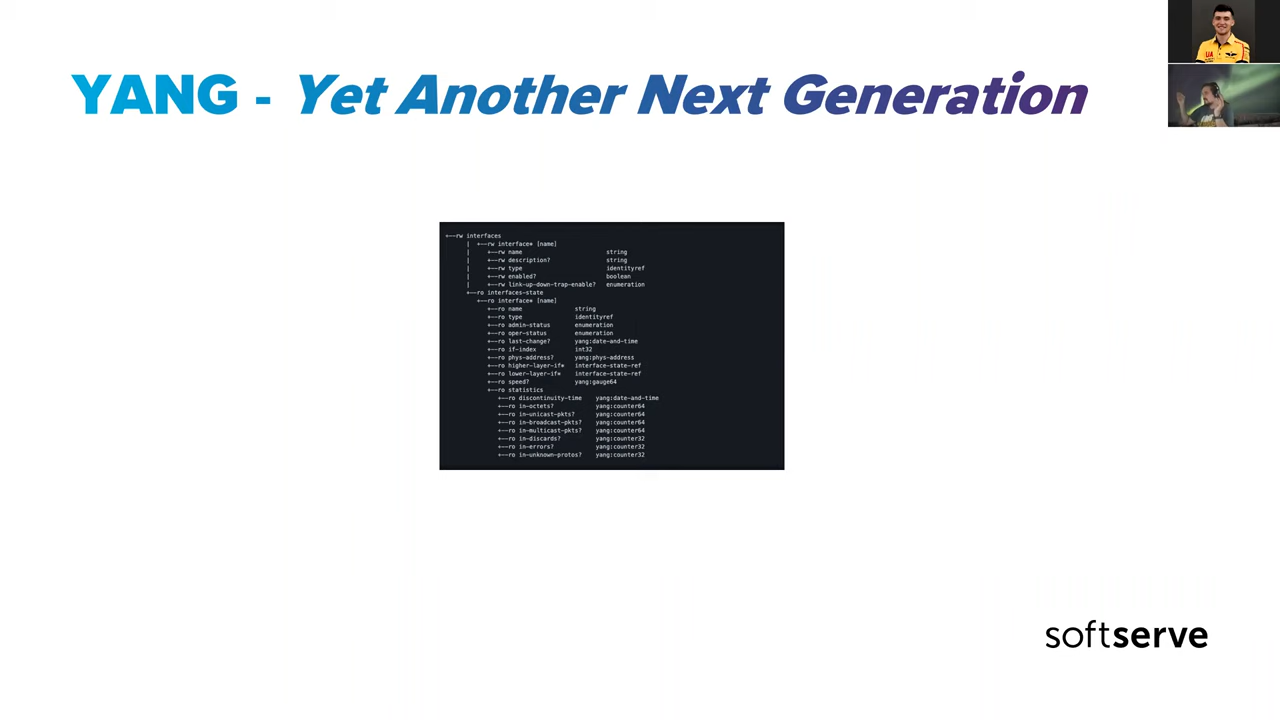 YANG - Yet Another Next Generation
UA
+--rw interfaces
| +--rw interface* [name]
| +--rw name string
| +--rw description? string
| +--rw type identityref
| +--rw enabled? boolean
| +--rw link-up-down-trap-enable? enumeration
+--ro interfaces-state
+--ro interface* [name]
+--ro name string
+--ro type identityref
+--ro admin-status enumeration
+--ro oper-status enumeration
+--ro last-change? yang:date-and-time
+--ro if-index int32
+--ro phys-address? yang:phys-address
+--ro higher-layer-if* interface-state-ref
+--ro lower-layer-if* interface-state-ref
+--ro speed? yang:gauge64
+--ro statistics
+--ro discontinuity-time yang:date-and-time
+--ro in-octets? yang:counter64
+--ro in-unicast-pkts? yang:counter64
+--ro in-broadcast-pkts? yang:counter64
+--ro in-multicast-pkts? yang:counter64
+--ro in-discards? yang:counter32
+--ro in-errors? yang:counter32
+--ro in-unknown-protos? yang:counter32
softserve